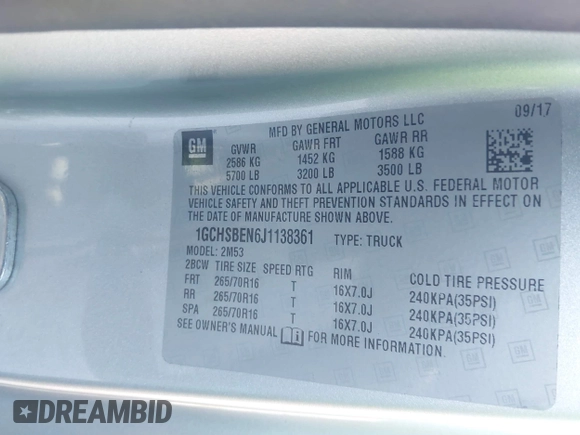 09/17
MFD BY GENERAL MOTORS LLC
GM
GVWR GAWR FRT GAWR RR
2586 KG 1452 KG 1588 KG
5700 LB 3200 LB 3500 LB
THIS VEHICLE CONFORMS TO ALL APPLICABLE U.S. FEDERAL MOTOR
VEHICLE SAFETY AND THEFT PREVENTION STANDARDS IN EFFECT ON
THE DATE OF MANUFACTURE SHOWN ABOVE.
1GCHSBEN6J1138361 TYPE: TRUCK
MODEL: 2M53
2BCW TIRE SIZE SPEED RTG RIM COLD TIRE PRESSURE
FRT 265/70R16 T 16X7.0J 240KPA(35PSI)
RR 265/70R16 T 16X7.0J 240KPA(35PSI)
SPA 265/70R16 T 16X7.0J 240KPA(35PSI)
SEE OWNER'S MANUAL FOR MORE INFORMATION.
DREAMBID